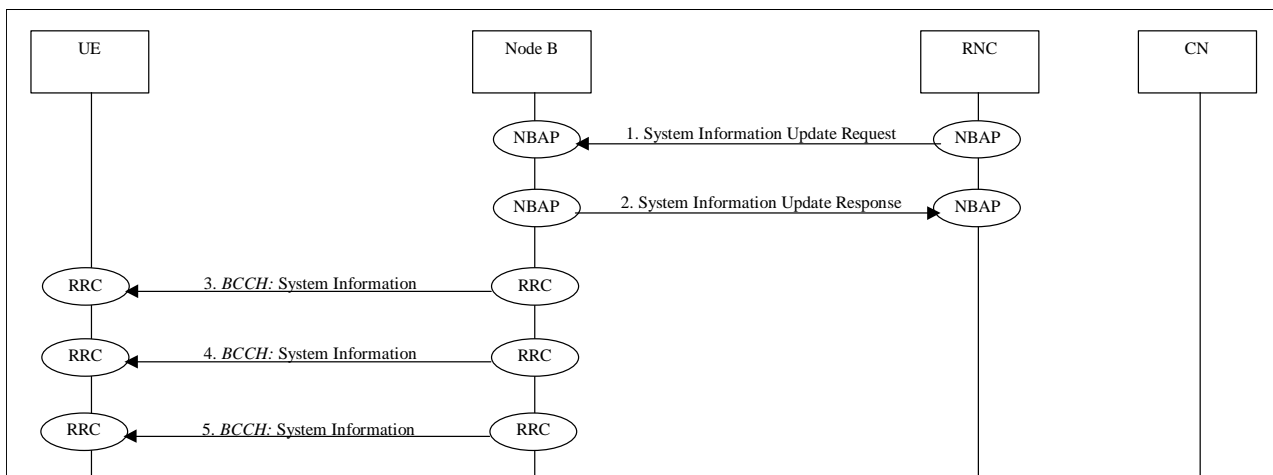 UE
Node B
RNC
CN
NBAP
1. System Information Update Request
NBAP
NBAP
2. System Information Update Response
NBAP
RRC
3. BCCH: System Information
RRC
RRC
4. BCCH: System Information
RRC
RRC
5. BCCH: System Information
RRC